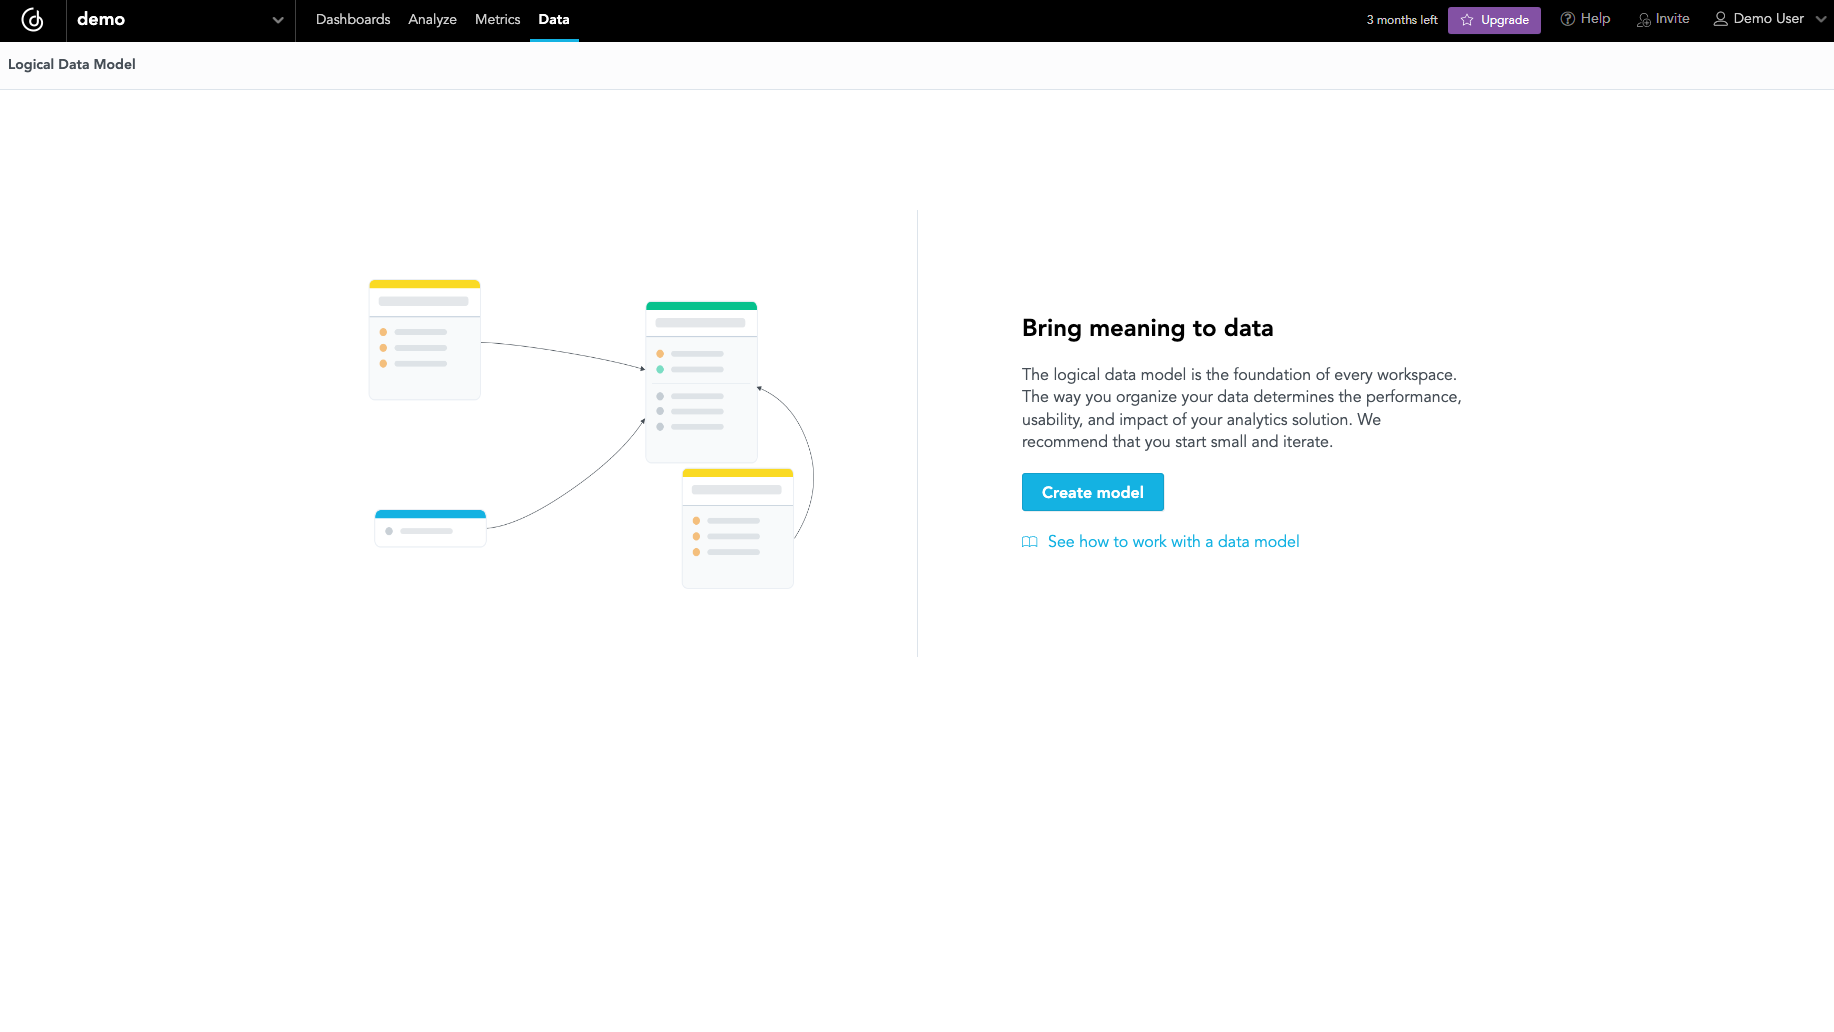 demo
Dashboards
Analyze
Metrics
Data
3 months left
Upgrade
Help
Invite
Demo User
Logical Data Model
Bring meaning to data
The logical data model is the foundation of every workspace.
The way you organize your data determines the performance,
usability, and impact of your analytics solution. We
recommend that you start small and iterate.
Create model
See how to work with a data model